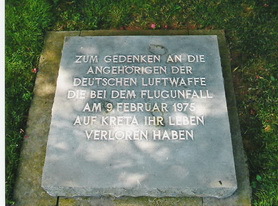 ZUM GEDENKEN AN DIE
ANGEHÖRIGEN DER
DEUTSCHEN LUFTWAFFE
DIE BEI DEM FLUGUNFALL
AM 9. FEBRUAR 1975
AUF KRETA IHR LEBEN
VERLOREN HABEN